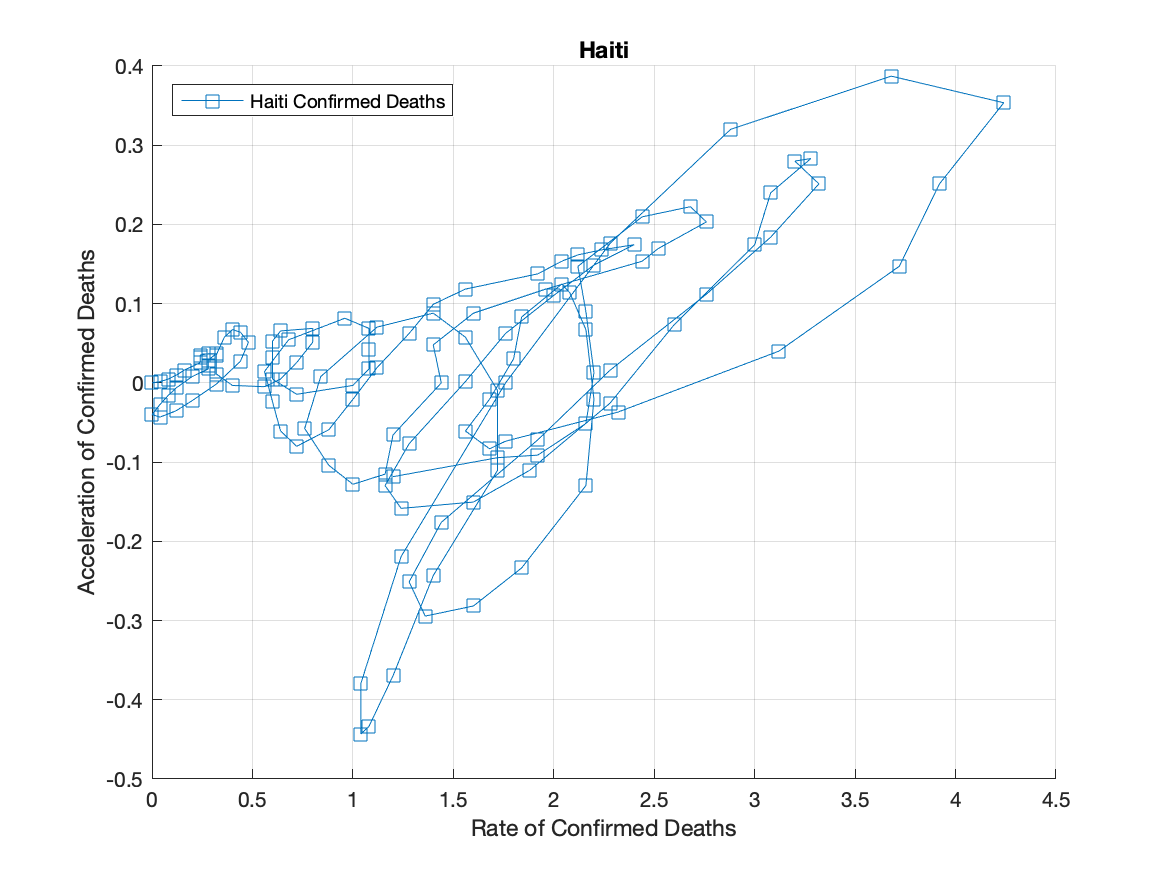 Haiti
Haiti Confirmed Deaths
0.4
0.3
0.2
0.1
0
-0.1
-0.2
-0.3
-0.4
-0.5
Acceleration of Confirmed Deaths
0 0.5 1 1.5 2 2.5 3 3.5 4 4.5
Rate of Confirmed Deaths